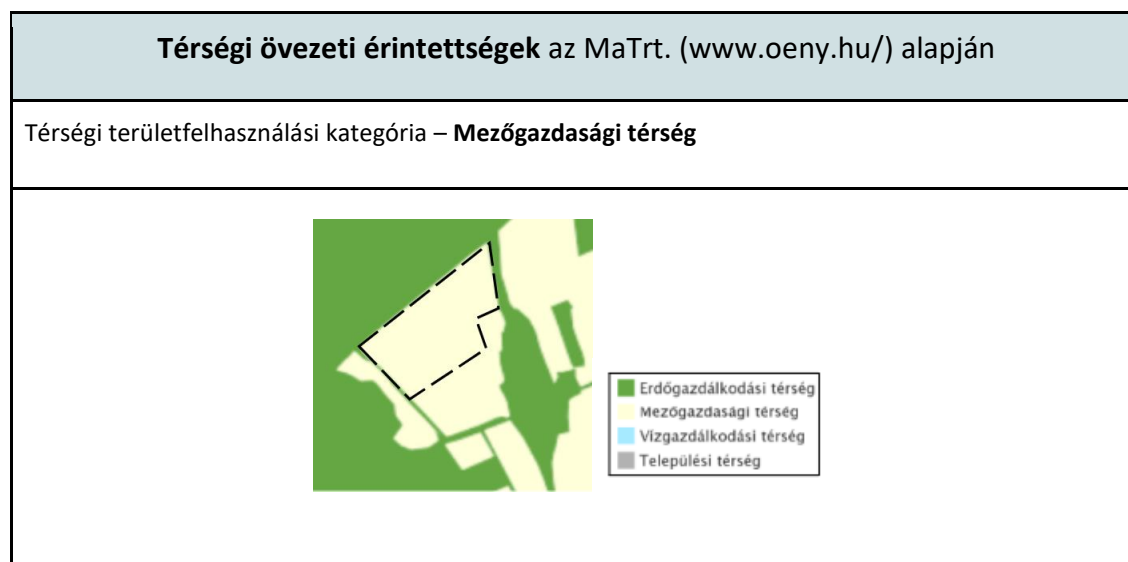 Térségi övezeti érintettségek az MaTrt. (www.oeny.hu/) alapján
Térségi területfelhasználási kategória – Mezőgazdasági térség
Erdőgazdálkodási térség
Mezőgazdasági térség
Vízgazdálkodási térség
Települési térség